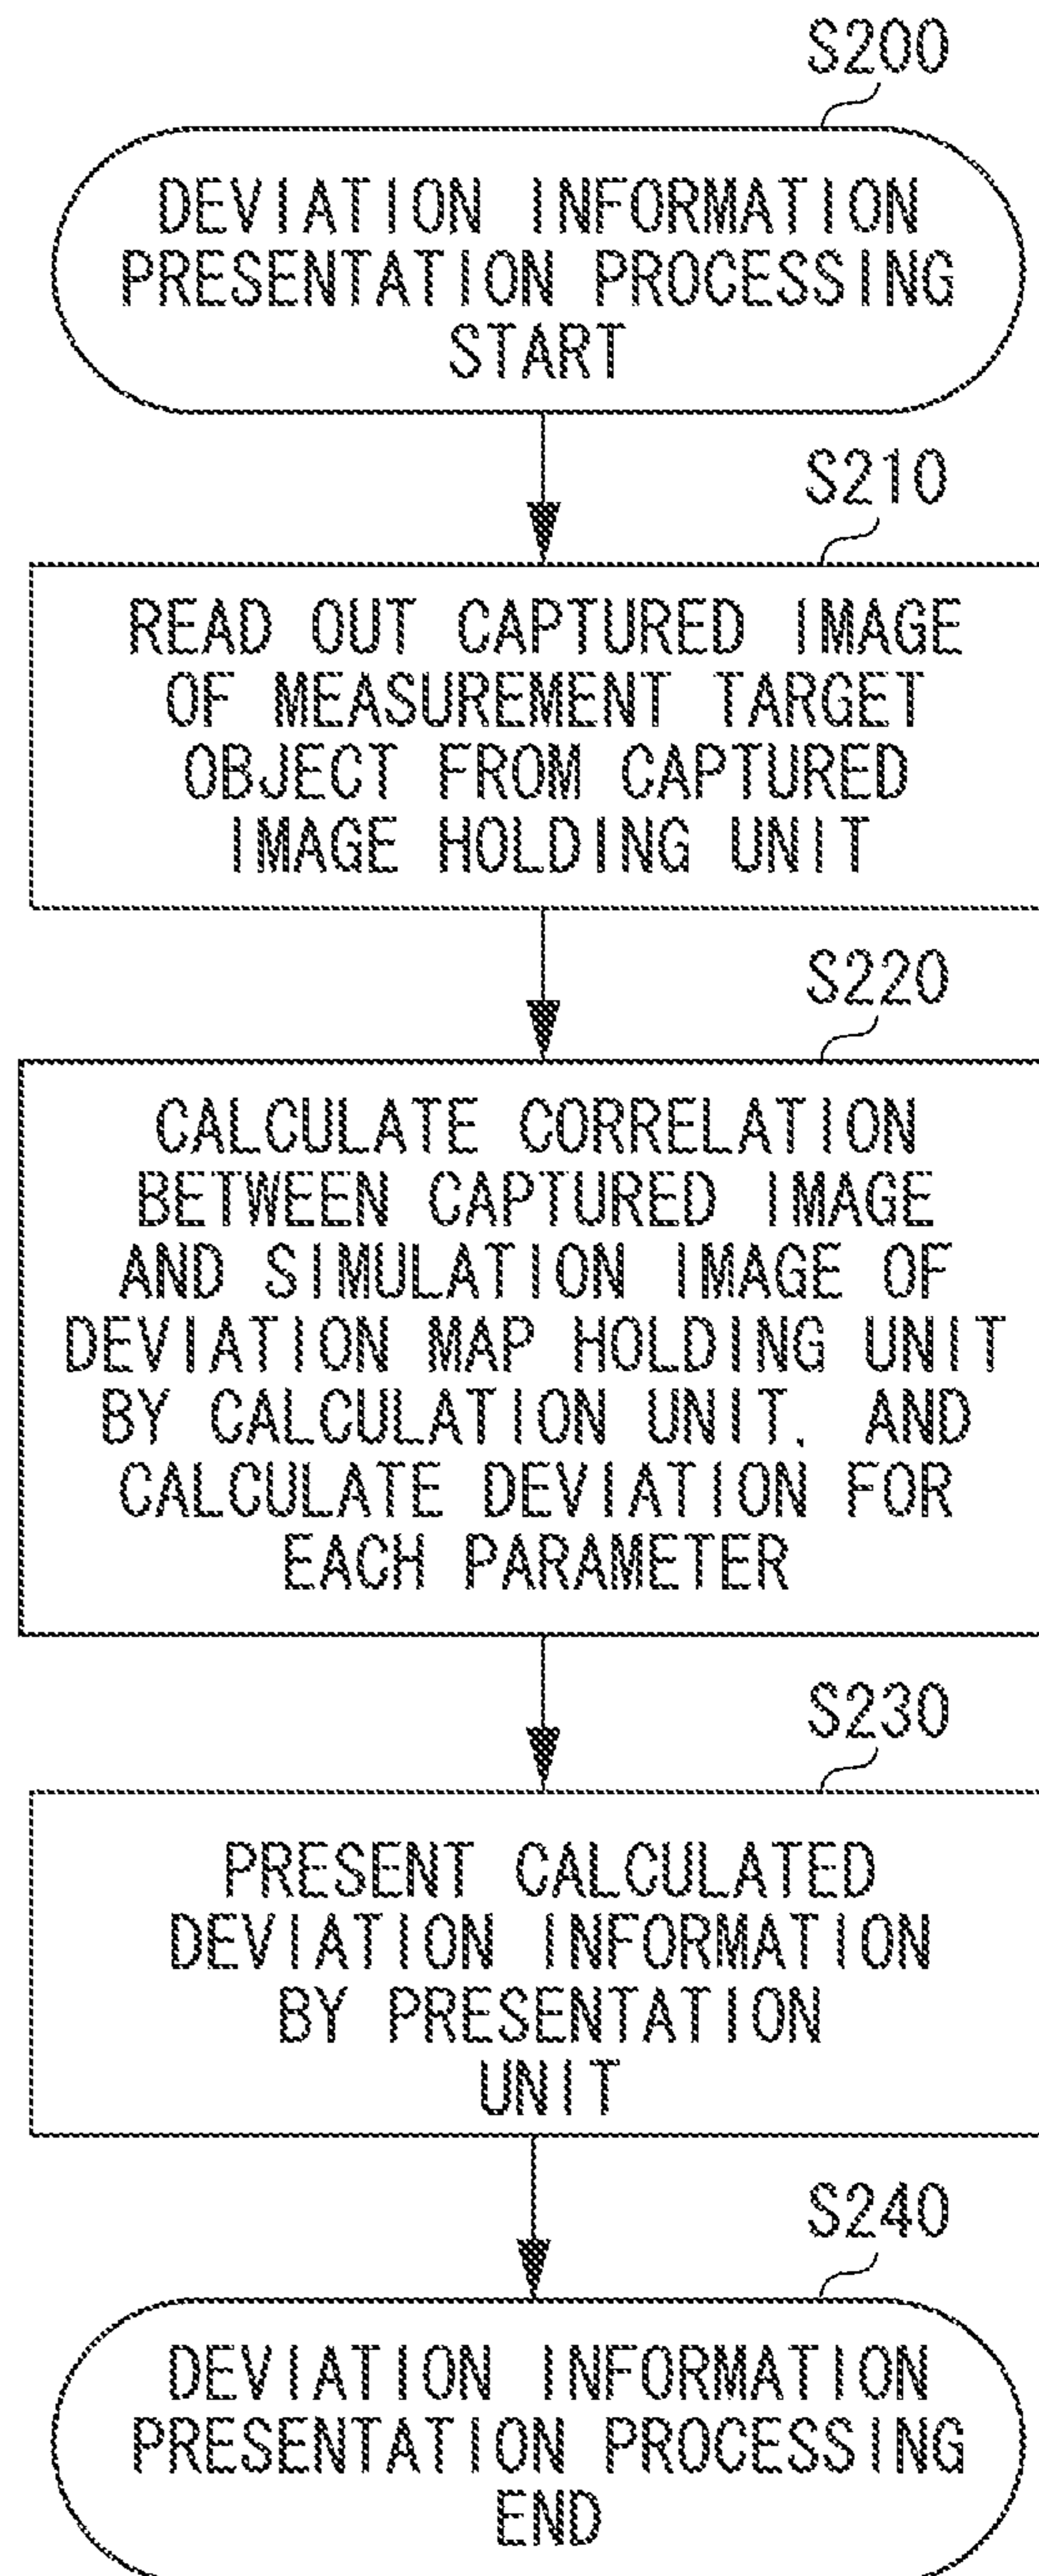 S200
DEVIATION INFORMATION
PRESENTATION PROCESSING
START
S210
READ OUT CAPTURED IMAGE
OF MEASUREMENT TARGET
OBJECT FROM CAPTURED
IMAGE HOLDING UNIT
S220
CALCULATE CORRELATION
BETWEEN CAPTURED IMAGE
AND SIMULATION IMAGE OF
DEVIATION MAP HOLDING UNIT
BY CALCULATION UNIT, AND
CALCULATE DEVIATION FOR
EACH PARAMETER
S230
PRESENT CALCULATED
DEVIATION INFORMATION
BY PRESENTATION
UNIT
S240
DEVIATION INFORMATION
PRESENTATION PROCESSING
END